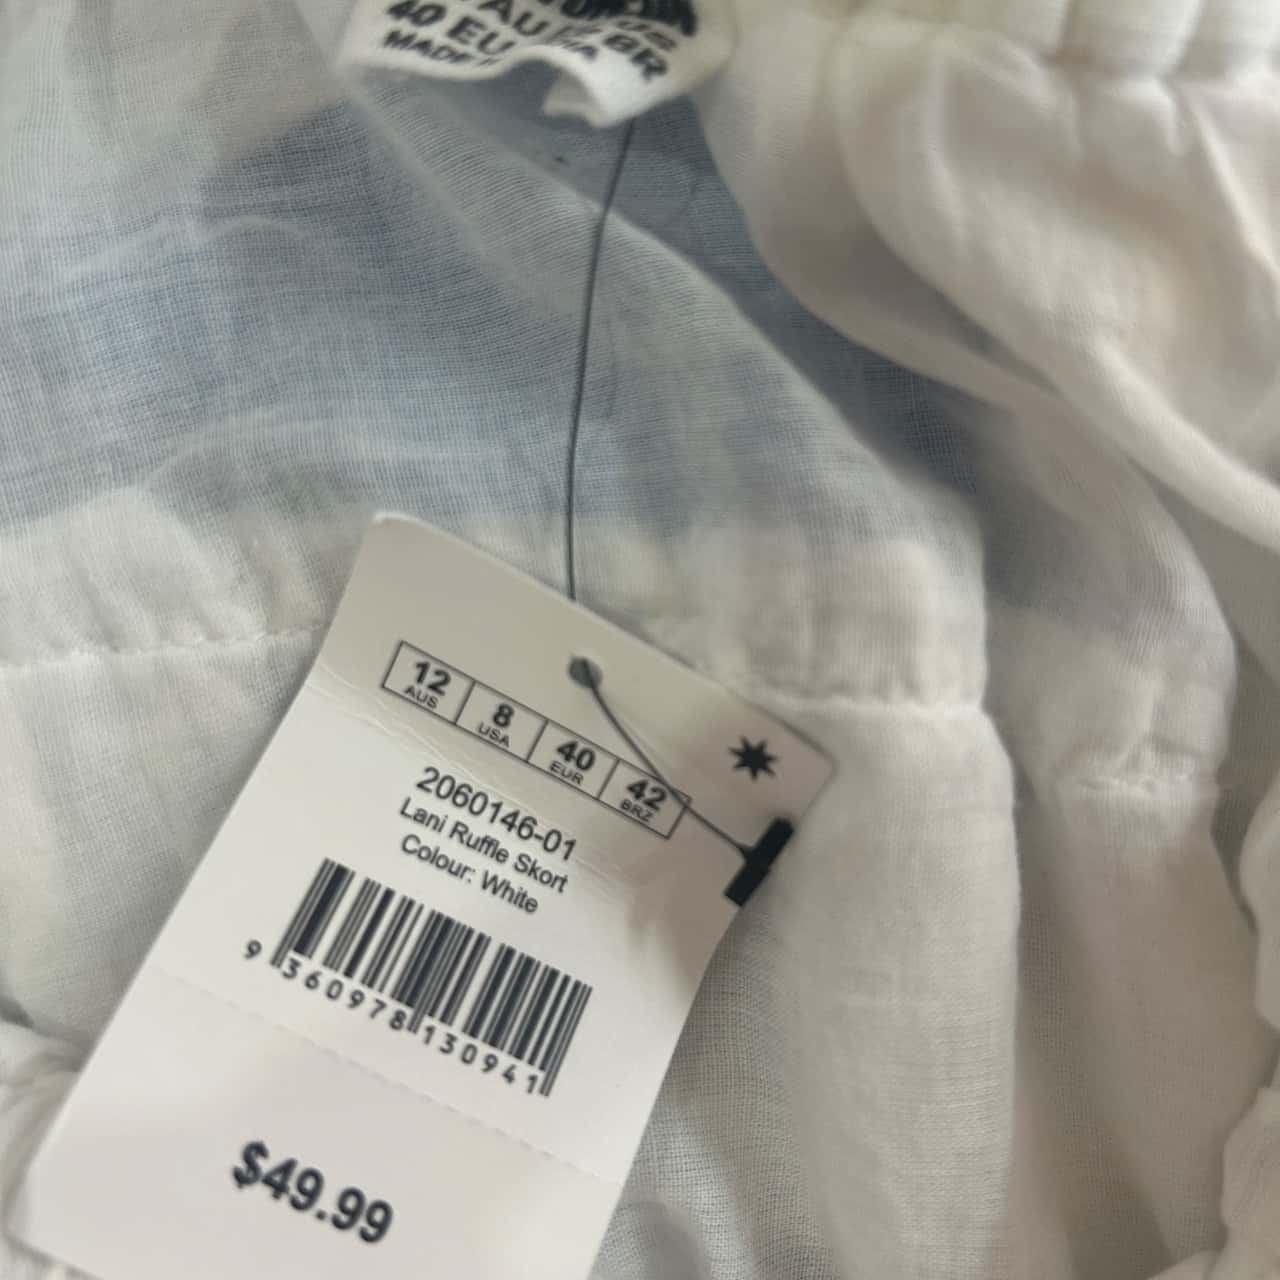 40 EU
12 8 40 42
AUS USA EUR BRZ
2060146-01
Lani Ruffle Skort
Colour: White
9 360978 130941
$49.99